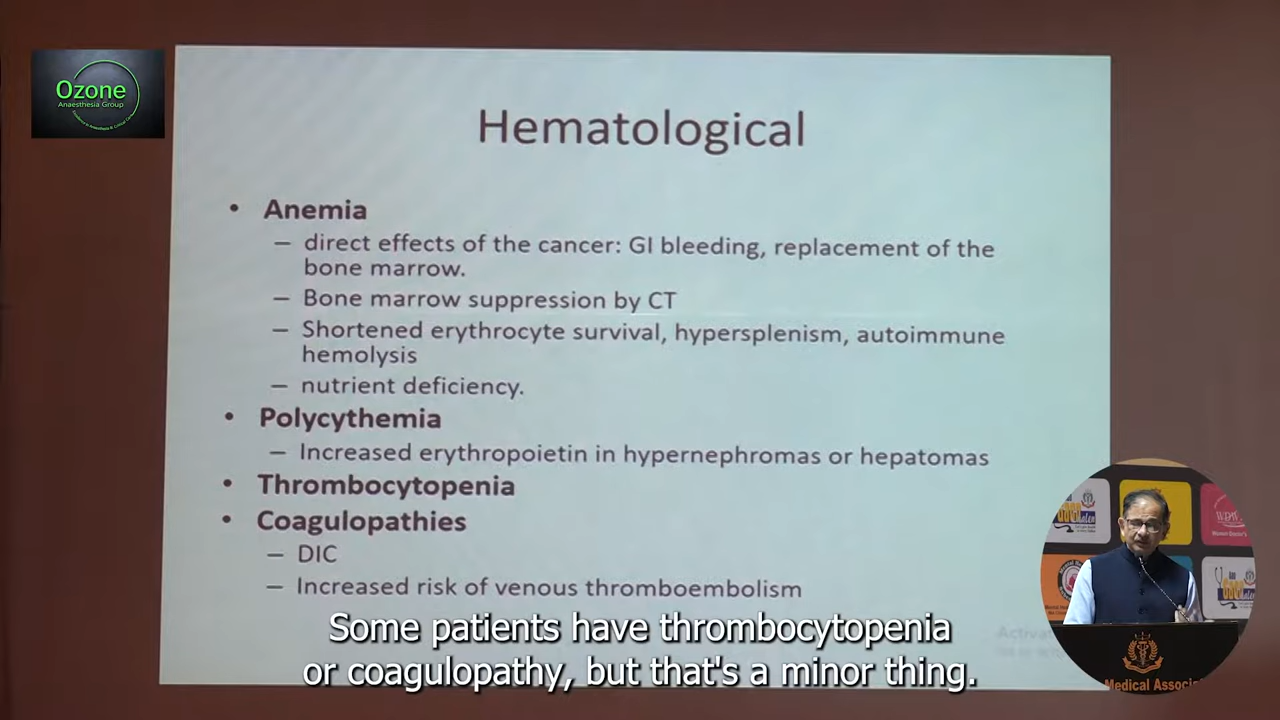 Ozone
Anaesthesia Group
Hematological
• Anemia
– direct effects of the cancer: GI bleeding, replacement of the
bone marrow.
– Bone marrow suppression by CT
– Shortened erythrocyte survival, hypersplenism, autoimmune
hemolysis
– nutrient deficiency.
• Polycythemia
– Increased erythropoietin in hypernephromas or hepatomas
• Thrombocytopenia
• Coagulopathies
– DIC
– Increased risk of venous thromboembolism
Some patients have thrombocytopenia
or coagulopathy, but that's a minor thing.
WDW
Medical Associ